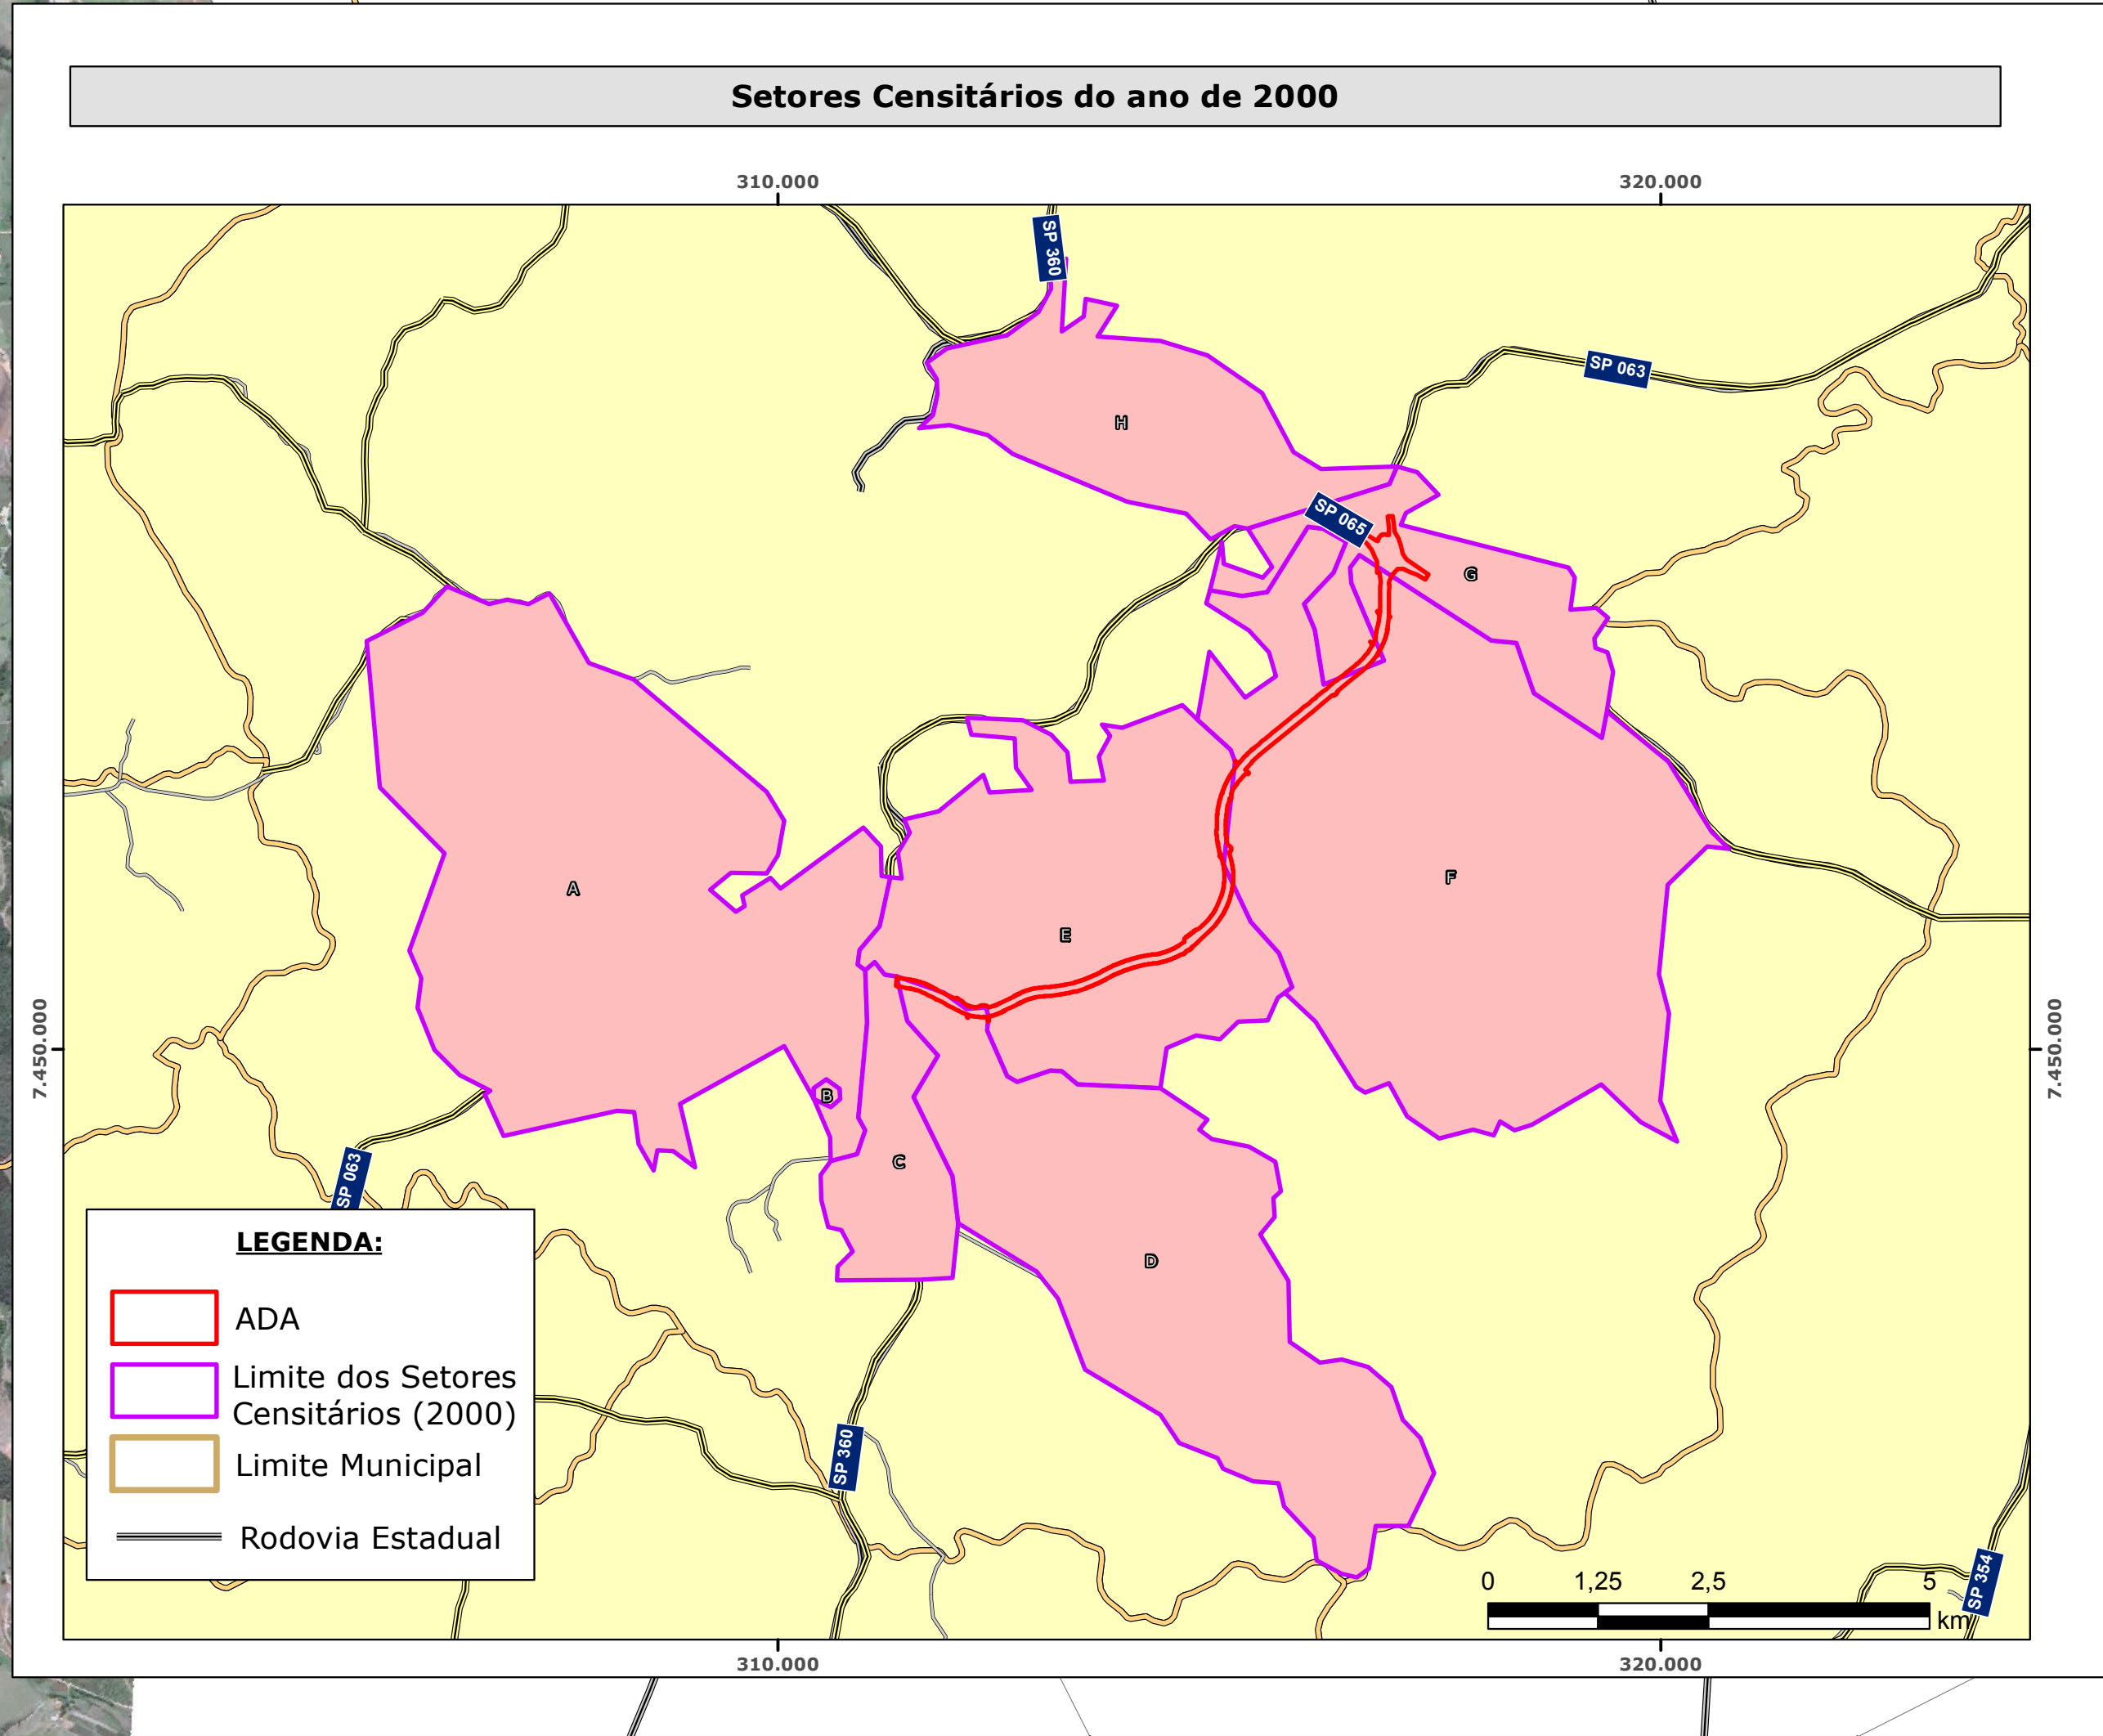 Setores Censitários do ano de 2000
310.000
320.000
SP 360
SP 063
H
SP 065
G
A
F
E
7.450.000
7.450.000
B
C
SP 063
D
LEGENDA:
ADA
Limite dos Setores
Censitários (2000)
Limite Municipal
Rodovia Estadual
SP 360
SP 354
0 1,25 2,5 5
km
310.000
320.000